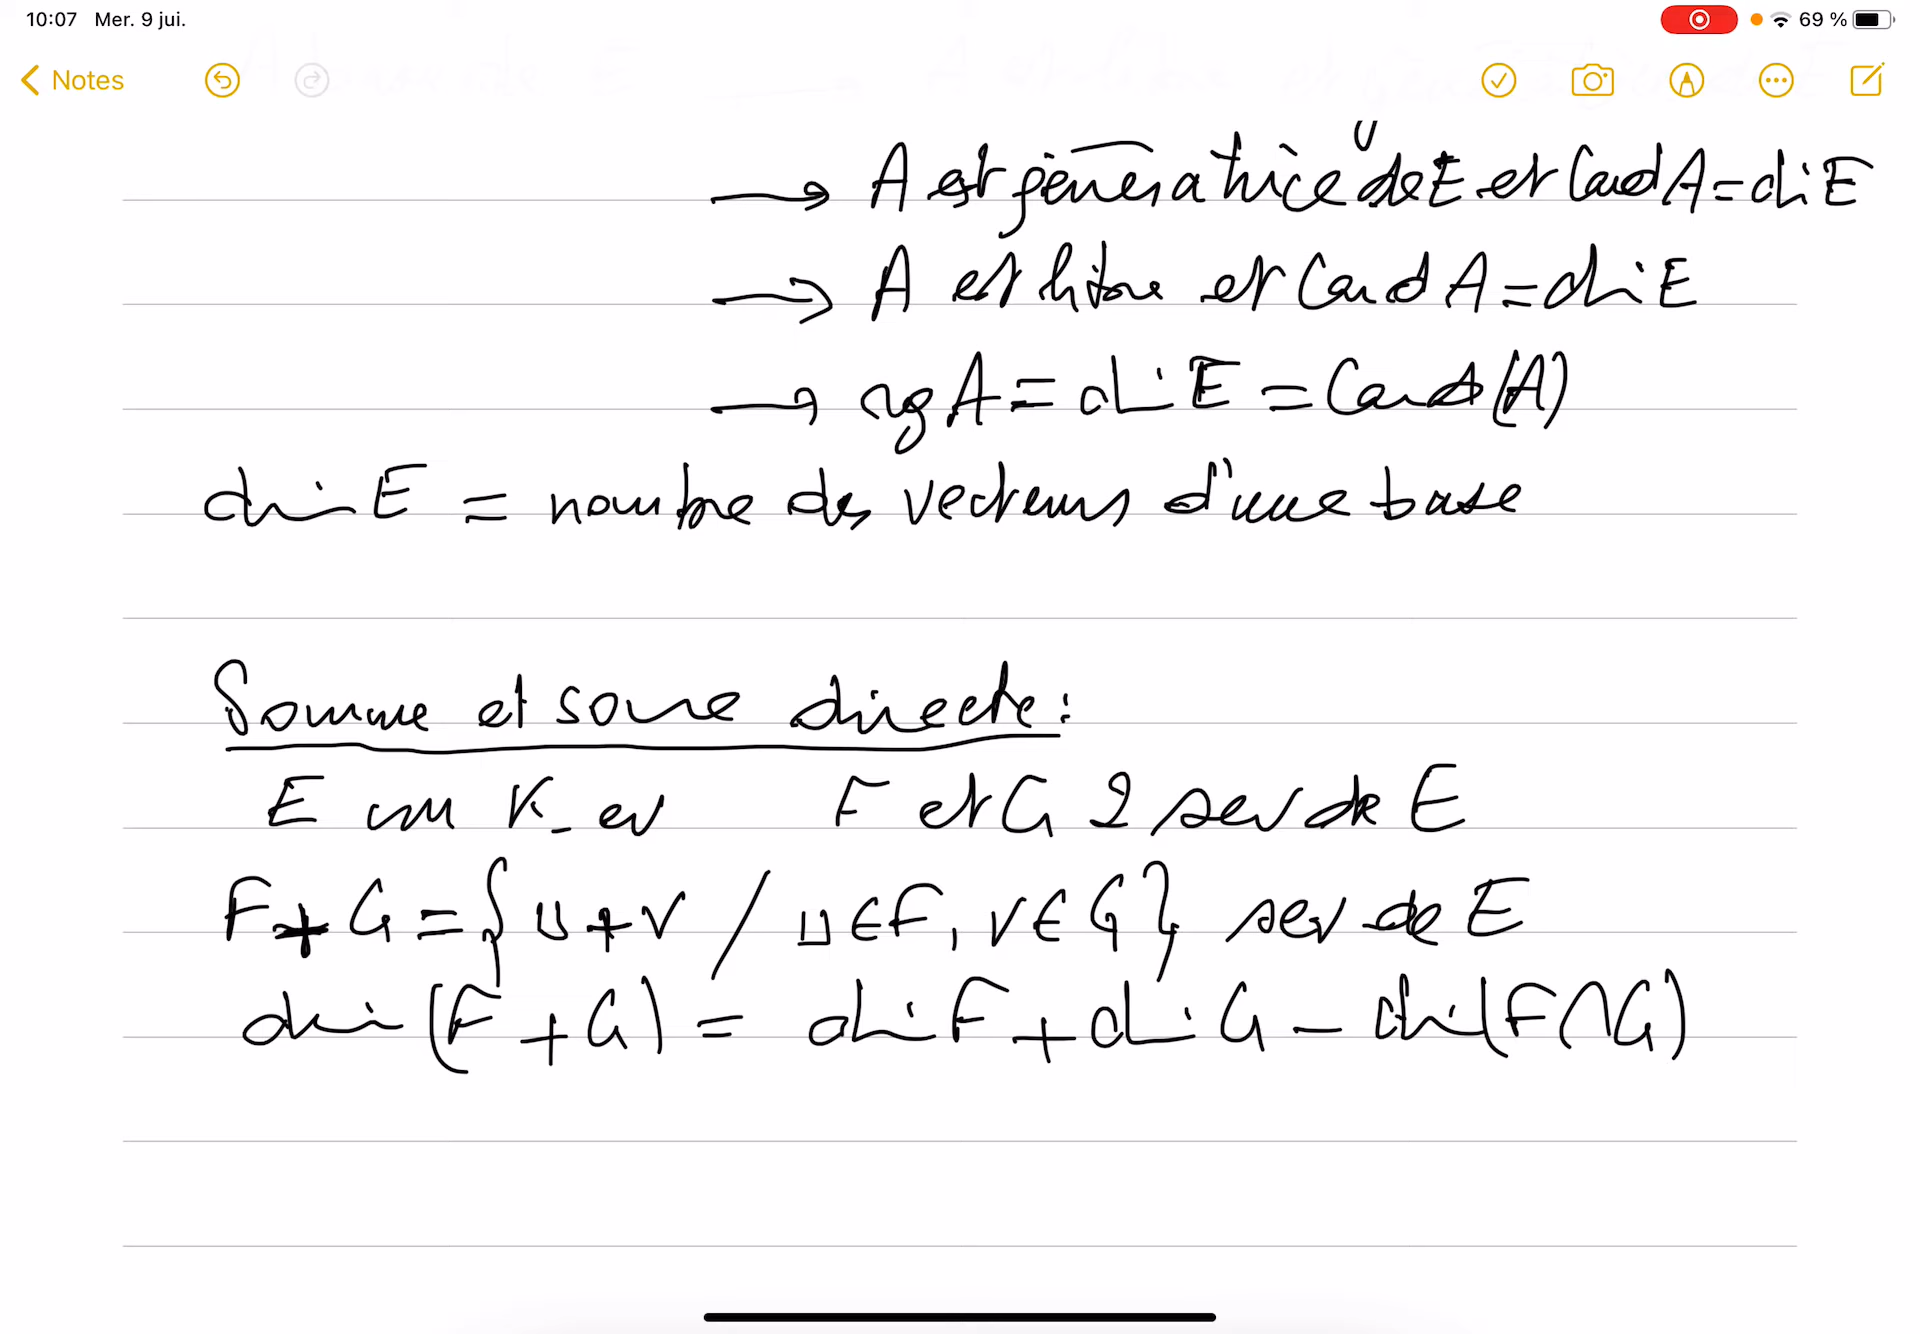 10:07 Mer. 9 jui. 69 %
Notes
→ A est génératrice de E et Card A = dim E
→ A est libre et Card A = dim E
→ rg A = dim E = Card (A)
dim E = nombre des vecteurs d'une base
Somme et somme directe :
E un K_ev F et G 2 sev de E
F + G = { u + v / u ∈ F, v ∈ G } sev de E
dim (F + G) = dim F + dim G - dim (F ∩ G)